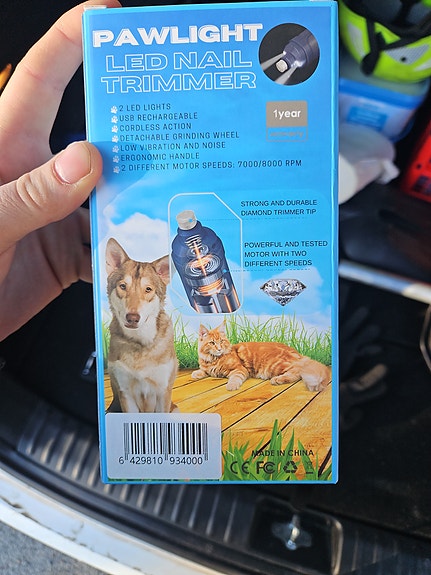 PAWLIGHT
LED NAIL
TRIMMER
2 LED LIGHTS
USB RECHARGEABLE
CORDLESS ACTION
DETACHABLE GRINDING WHEEL
LOW VIBRATION AND NOISE
ERGONOMIC HANDLE
2 DIFFERENT MOTOR SPEEDS: 7000/8000 RPM
1year
STRONG AND DURABLE
DIAMOND TRIMMER TIP
POWERFUL AND TESTED
MOTOR WITH TWO
DIFFERENT SPEEDS
6 429810 934000
MADE IN CHINA
CE FC